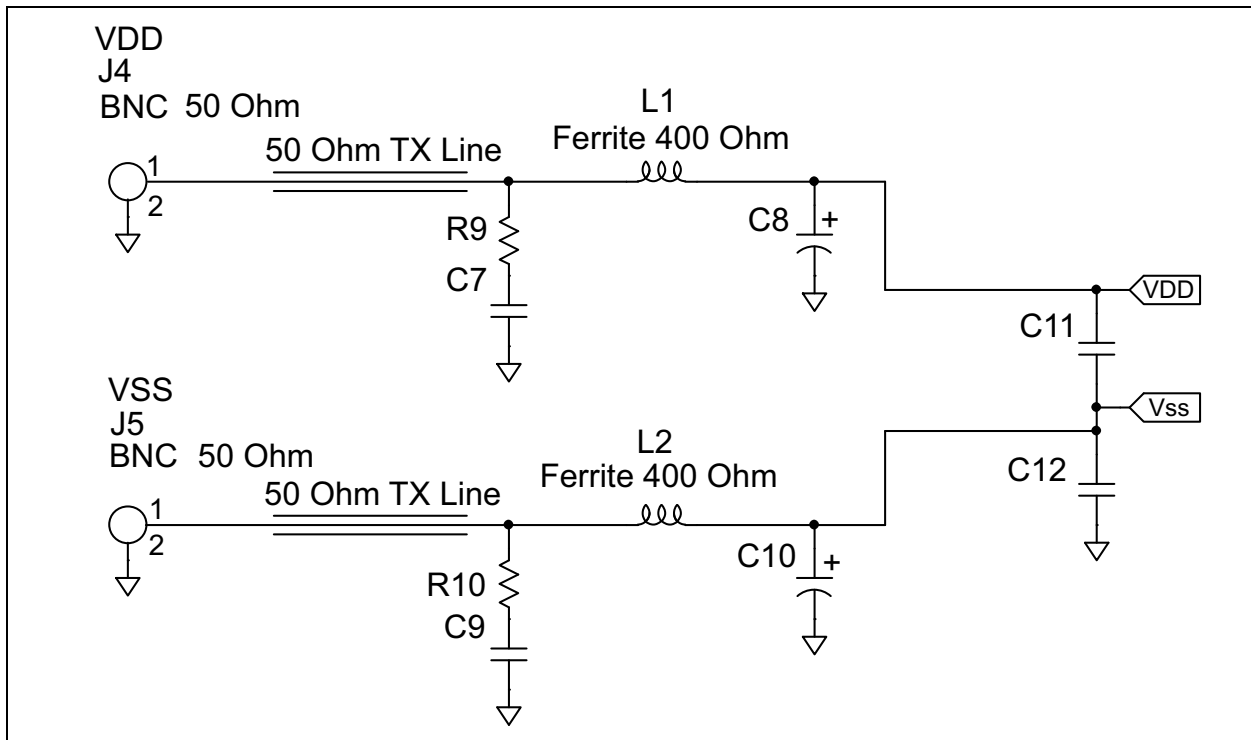 VDD
J4
BNC 50 Ohm
50 Ohm TX Line
L1
Ferrite 400 Ohm
1
2
R9
C7
C8
+
VDD
C11
Vss
C12
VSS
J5
BNC 50 Ohm
50 Ohm TX Line
L2
Ferrite 400 Ohm
1
2
R10
C9
C10
+